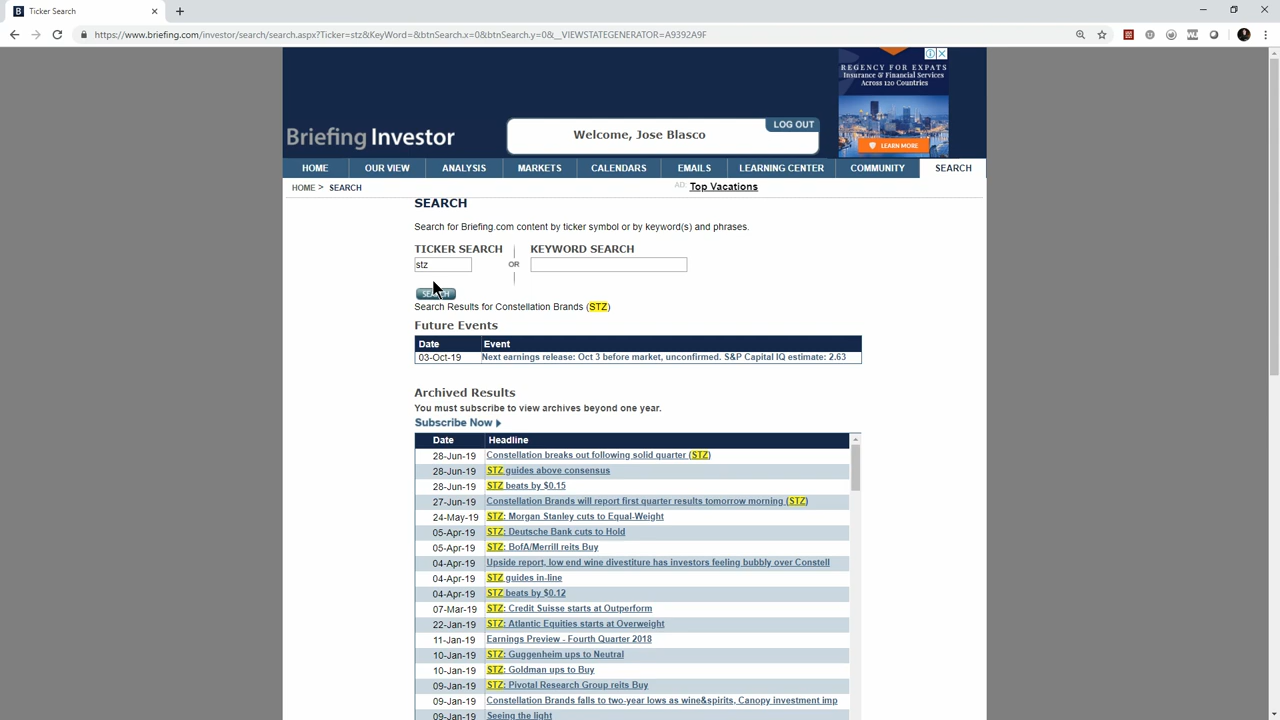 B Ticker Search
https://www.briefing.com/investor/search/search.aspx?Ticker=stz&KeyWord=&btnSearch.x=0&btnSearch.y=0&__VIEWSTATEGENERATOR=A9392A9F
REGENCY FOR EXPATS
Insurance & Financial Services
Across 120 Countries
LEARN MORE
Briefing Investor
Welcome, Jose Blasco
LOG OUT
HOME OUR VIEW ANALYSIS MARKETS CALENDARS EMAILS LEARNING CENTER COMMUNITY SEARCH
HOME > SEARCH
AD: Top Vacations
SEARCH
Search for Briefing.com content by ticker symbol or by keyword(s) and phrases.
TICKER SEARCH OR KEYWORD SEARCH
stz
SEARCH
Search Results for Constellation Brands (STZ)
Future Events
Date Event
03-Oct-19 Next earnings release: Oct 3 before market, unconfirmed. S&P Capital IQ estimate: 2.63
Archived Results
You must subscribe to view archives beyond one year.
Subscribe Now
Date Headline
28-Jun-19 Constellation breaks out following solid quarter (STZ)
28-Jun-19 STZ guides above consensus
28-Jun-19 STZ beats by $0.15
27-Jun-19 Constellation Brands will report first quarter results tomorrow morning (STZ)
24-May-19 STZ: Morgan Stanley cuts to Equal-Weight
05-Apr-19 STZ: Deutsche Bank cuts to Hold
05-Apr-19 STZ: BofA/Merrill reits Buy
04-Apr-19 Upside report, low end wine divestiture has investors feeling bubbly over Constell
04-Apr-19 STZ guides in-line
04-Apr-19 STZ beats by $0.12
07-Mar-19 STZ: Credit Suisse starts at Outperform
22-Jan-19 STZ: Atlantic Equities starts at Overweight
11-Jan-19 Earnings Preview - Fourth Quarter 2018
10-Jan-19 STZ: Guggenheim ups to Neutral
10-Jan-19 STZ: Goldman ups to Buy
09-Jan-19 STZ: Pivotal Research Group reits Buy
09-Jan-19 Constellation Brands falls to two-year lows as wine&spirits, Canopy investment imp
09-Jan-19 Seeing the light